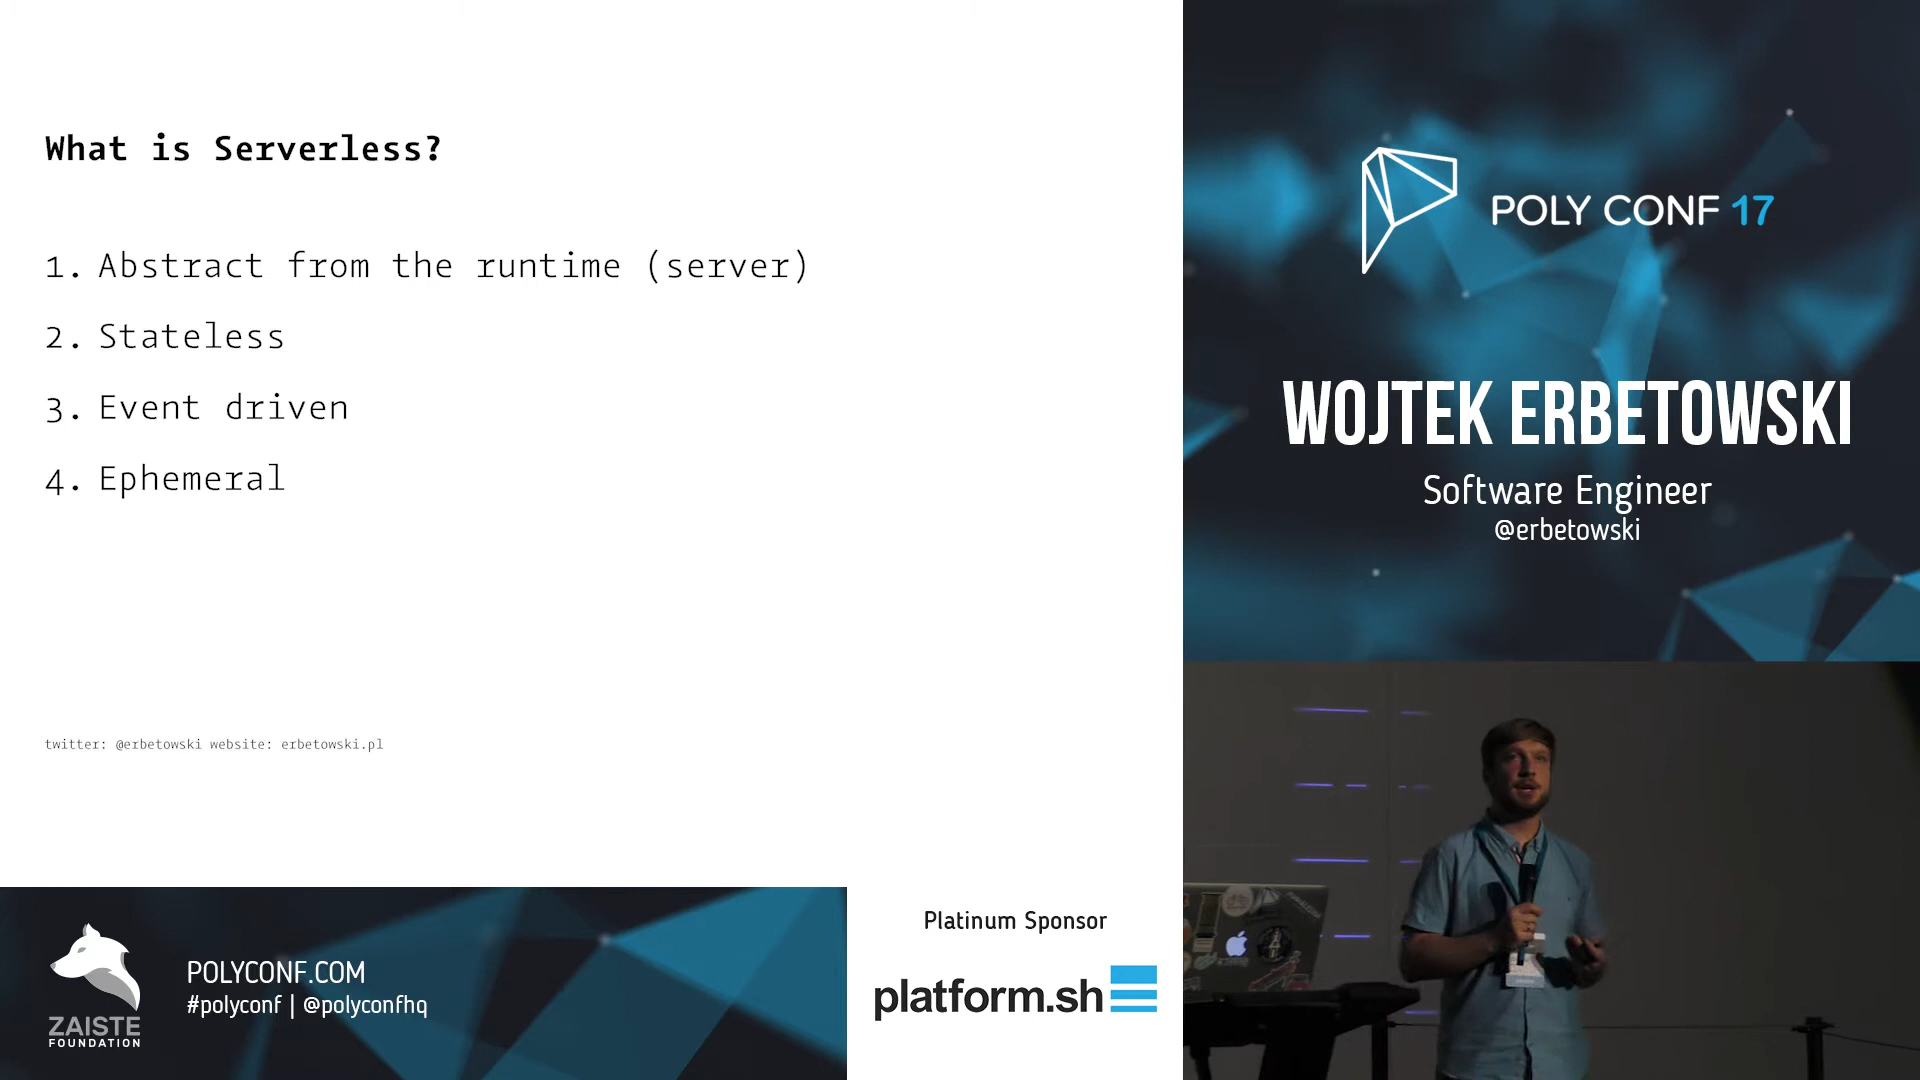 What is Serverless?
1. Abstract from the runtime (server)
2. Stateless
3. Event driven
4. Ephemeral
twitter: @erbetowski website: erbetowski.pl
POLY CONF 17
WOJTEK ERBETOWSKI
Software Engineer
@erbetowski
ZAISTE
FOUNDATION
POLYCONF.COM
#polyconf | @polyconfhq
Platinum Sponsor
platform.sh